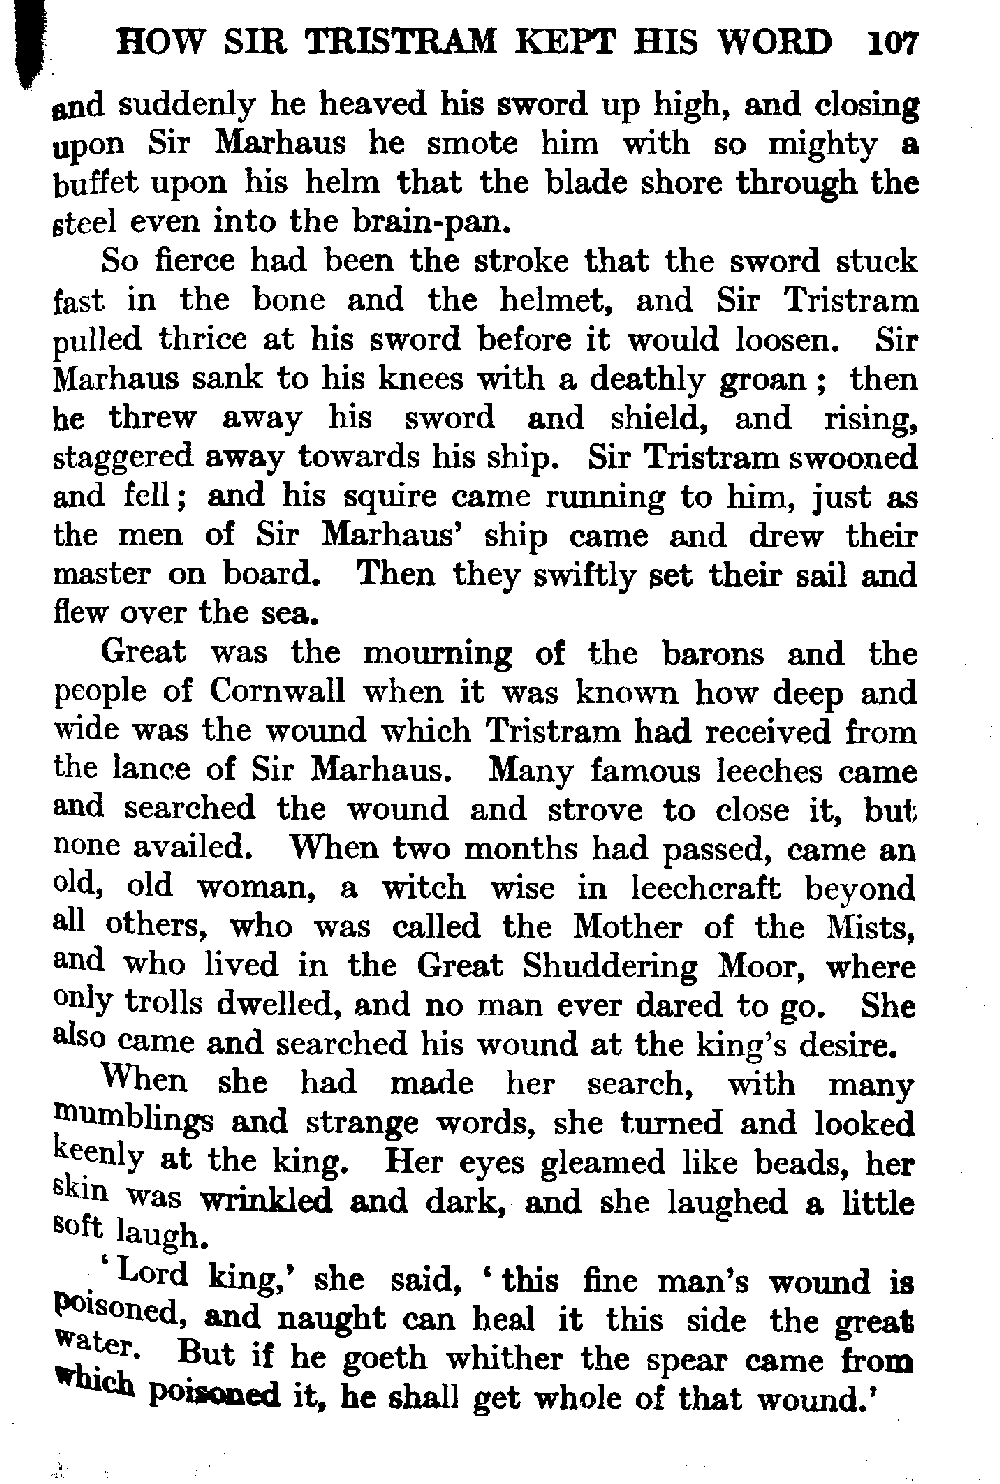 HOW SIR TRISTRAM KEPT HIS WORD 107
and suddenly he heaved his sword up high, and closing
upon Sir Marhaus he smote him with so mighty a
buffet upon his helm that the blade shore through the
steel even into the brain-pan.
So fierce had been the stroke that the sword stuck
fast in the bone and the helmet, and Sir Tristram
pulled thrice at his sword before it would loosen. Sir
Marhaus sank to his knees with a deathly groan ; then
he threw away his sword and shield, and rising,
staggered away towards his ship. Sir Tristram swooned
and fell; and his squire came running to him, just as
the men of Sir Marhaus' ship came and drew their
master on board. Then they swiftly set their sail and
flew over the sea.
Great was the mourning of the barons and the
people of Cornwall when it was known how deep and
wide was the wound which Tristram had received from
the lance of Sir Marhaus. Many famous leeches came
and searched the wound and strove to close it, but
none availed. When two months had passed, came an
old, old woman, a witch wise in leechcraft beyond
all others, who was called the Mother of the Mists,
and who lived in the Great Shuddering Moor, where
only trolls dwelled, and no man ever dared to go. She
also came and searched his wound at the king's desire.
When she had made her search, with many
mumblings and strange words, she turned and looked
keenly at the king. Her eyes gleamed like beads, her
skin was wrinkled and dark, and she laughed a little
soft laugh.
‘ Lord king,’ she said, ‘ this fine man's wound is
poisoned, and naught can heal it this side the great
water. But if he goeth whither the spear came from
which poisoned it, he shall get whole of that wound.’